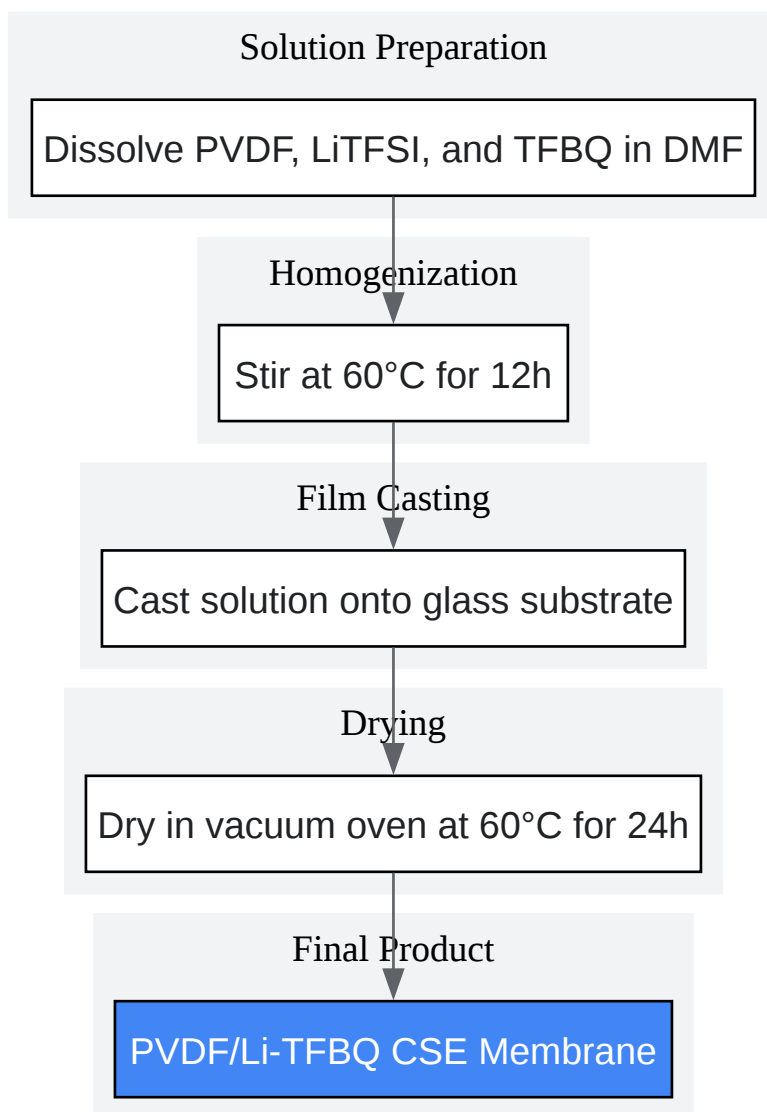 Solution Preparation
Dissolve PVDF, LiTFSI, and TFBQ in DMF
Homogenization
Stir at 60°C for 12h
Film Casting
Cast solution onto glass substrate
Drying
Dry in vacuum oven at 60°C for 24h
Final Product
PVDF/Li-TFBQ CSE Membrane